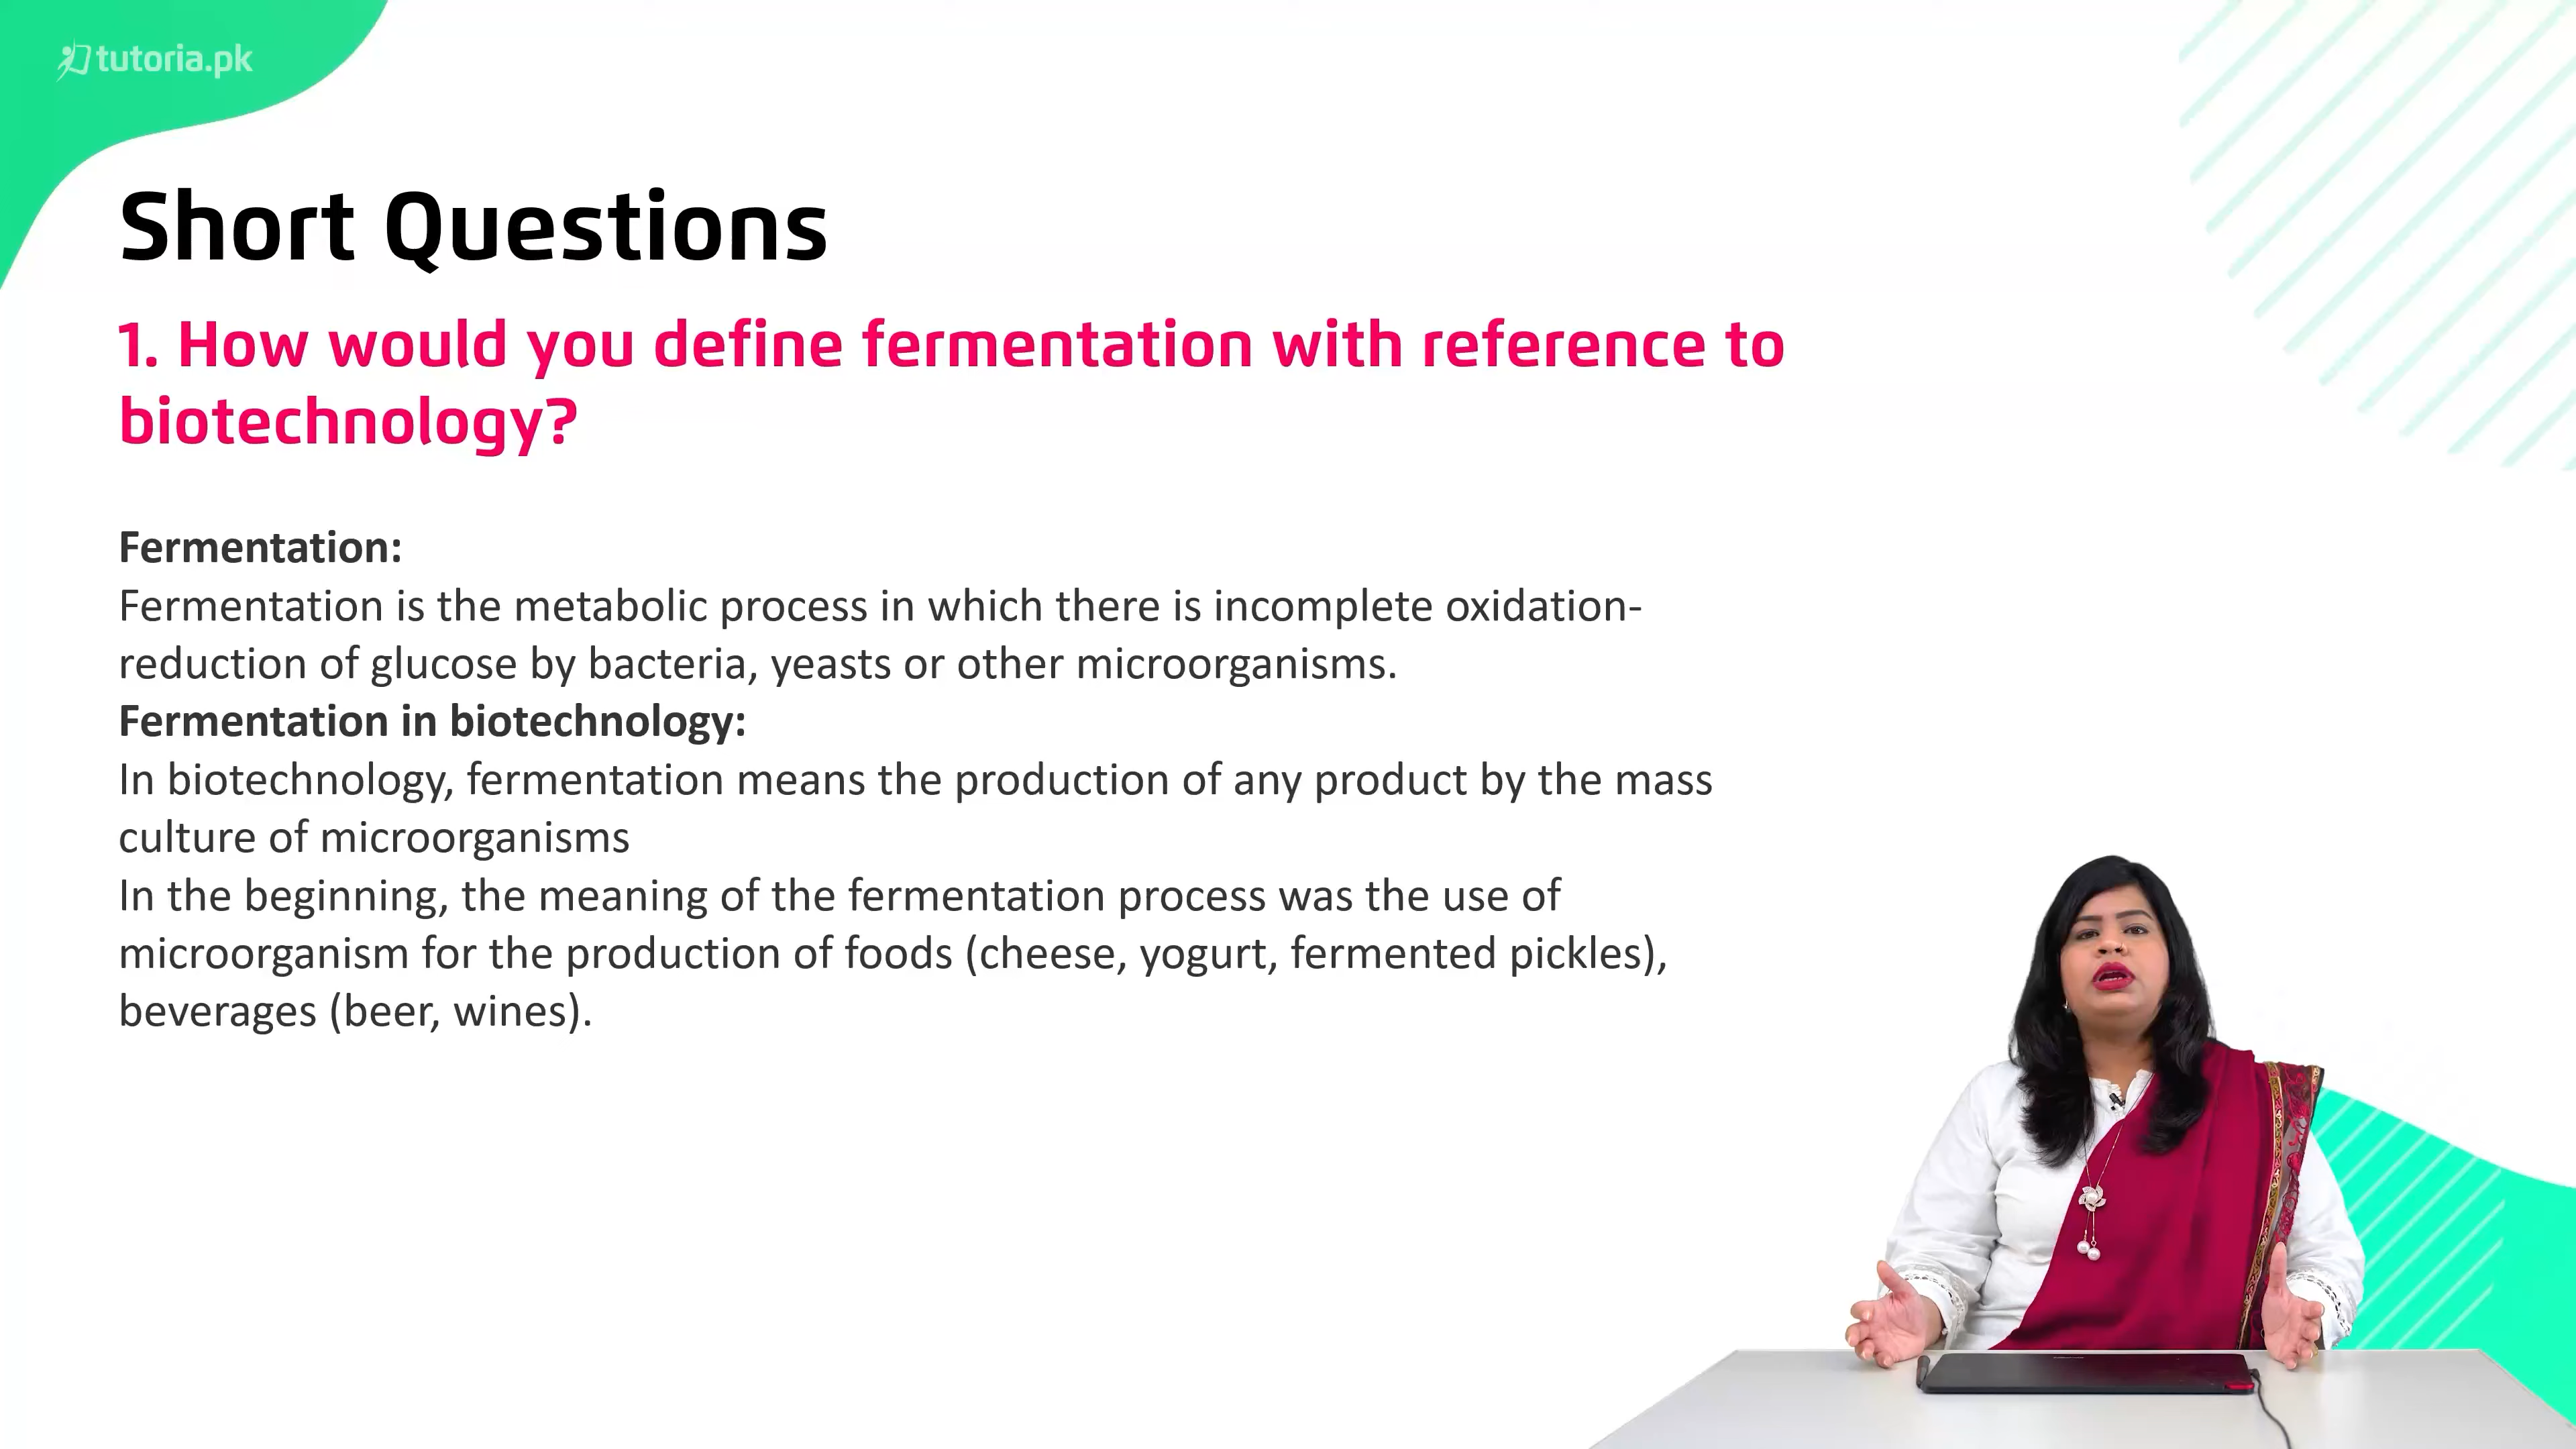 tutoria.pk
Short Questions
1. How would you define fermentation with reference to
biotechnology?
Fermentation:
Fermentation is the metabolic process in which there is incomplete oxidation-
reduction of glucose by bacteria, yeasts or other microorganisms.
Fermentation in biotechnology:
In biotechnology, fermentation means the production of any product by the mass
culture of microorganisms
In the beginning, the meaning of the fermentation process was the use of
microorganism for the production of foods (cheese, yogurt, fermented pickles),
beverages (beer, wines).